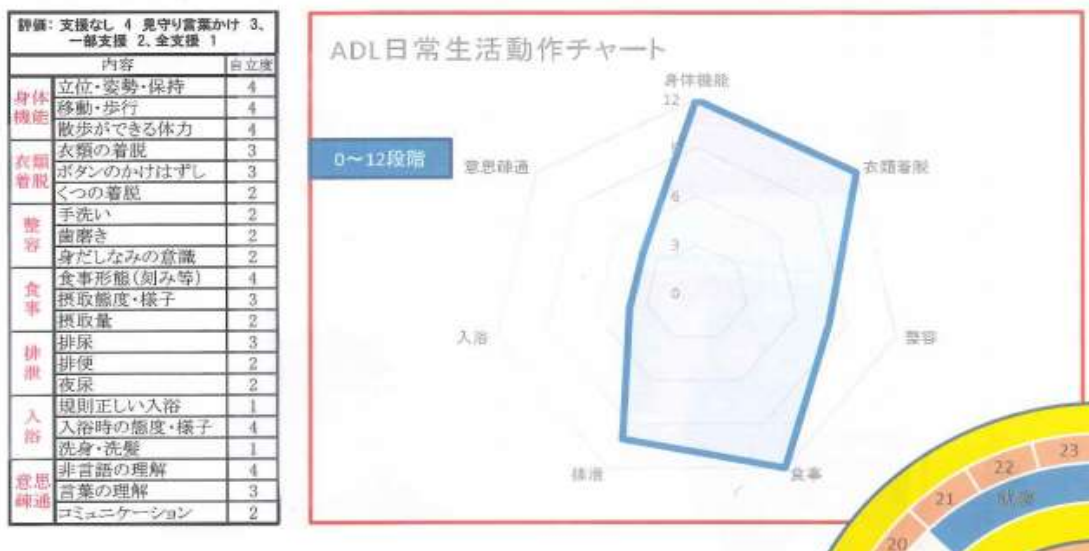 評価: 支援なし 4 見守り言葉かけ 3、
一部支援 2、全支援 1
内容 自立度
身体機能
立位・姿勢・保持 4
移動・歩行 4
散歩ができる体力 4
衣類着脱
衣類の着脱 3
ボタンのかけはずし 3
くつの着脱 2
整容
手洗い 2
歯磨き 2
身だしなみの意識 2
食事
食事形態(刻み等) 4
摂取態度・様子 3
摂取量 2
排泄
排尿 3
排便 2
夜尿 2
入浴
規則正しい入浴 1
入浴時の態度・様子 4
洗身・洗髪 1
意思疎通
非言語の理解 4
言葉の理解 3
コミュニケーション 2
ADL日常生活動作チャート
0～12段階
身体機能
12
衣類着脱
意思疎通
6
3
0
入浴
整容
排泄
食事
20
21
22
23